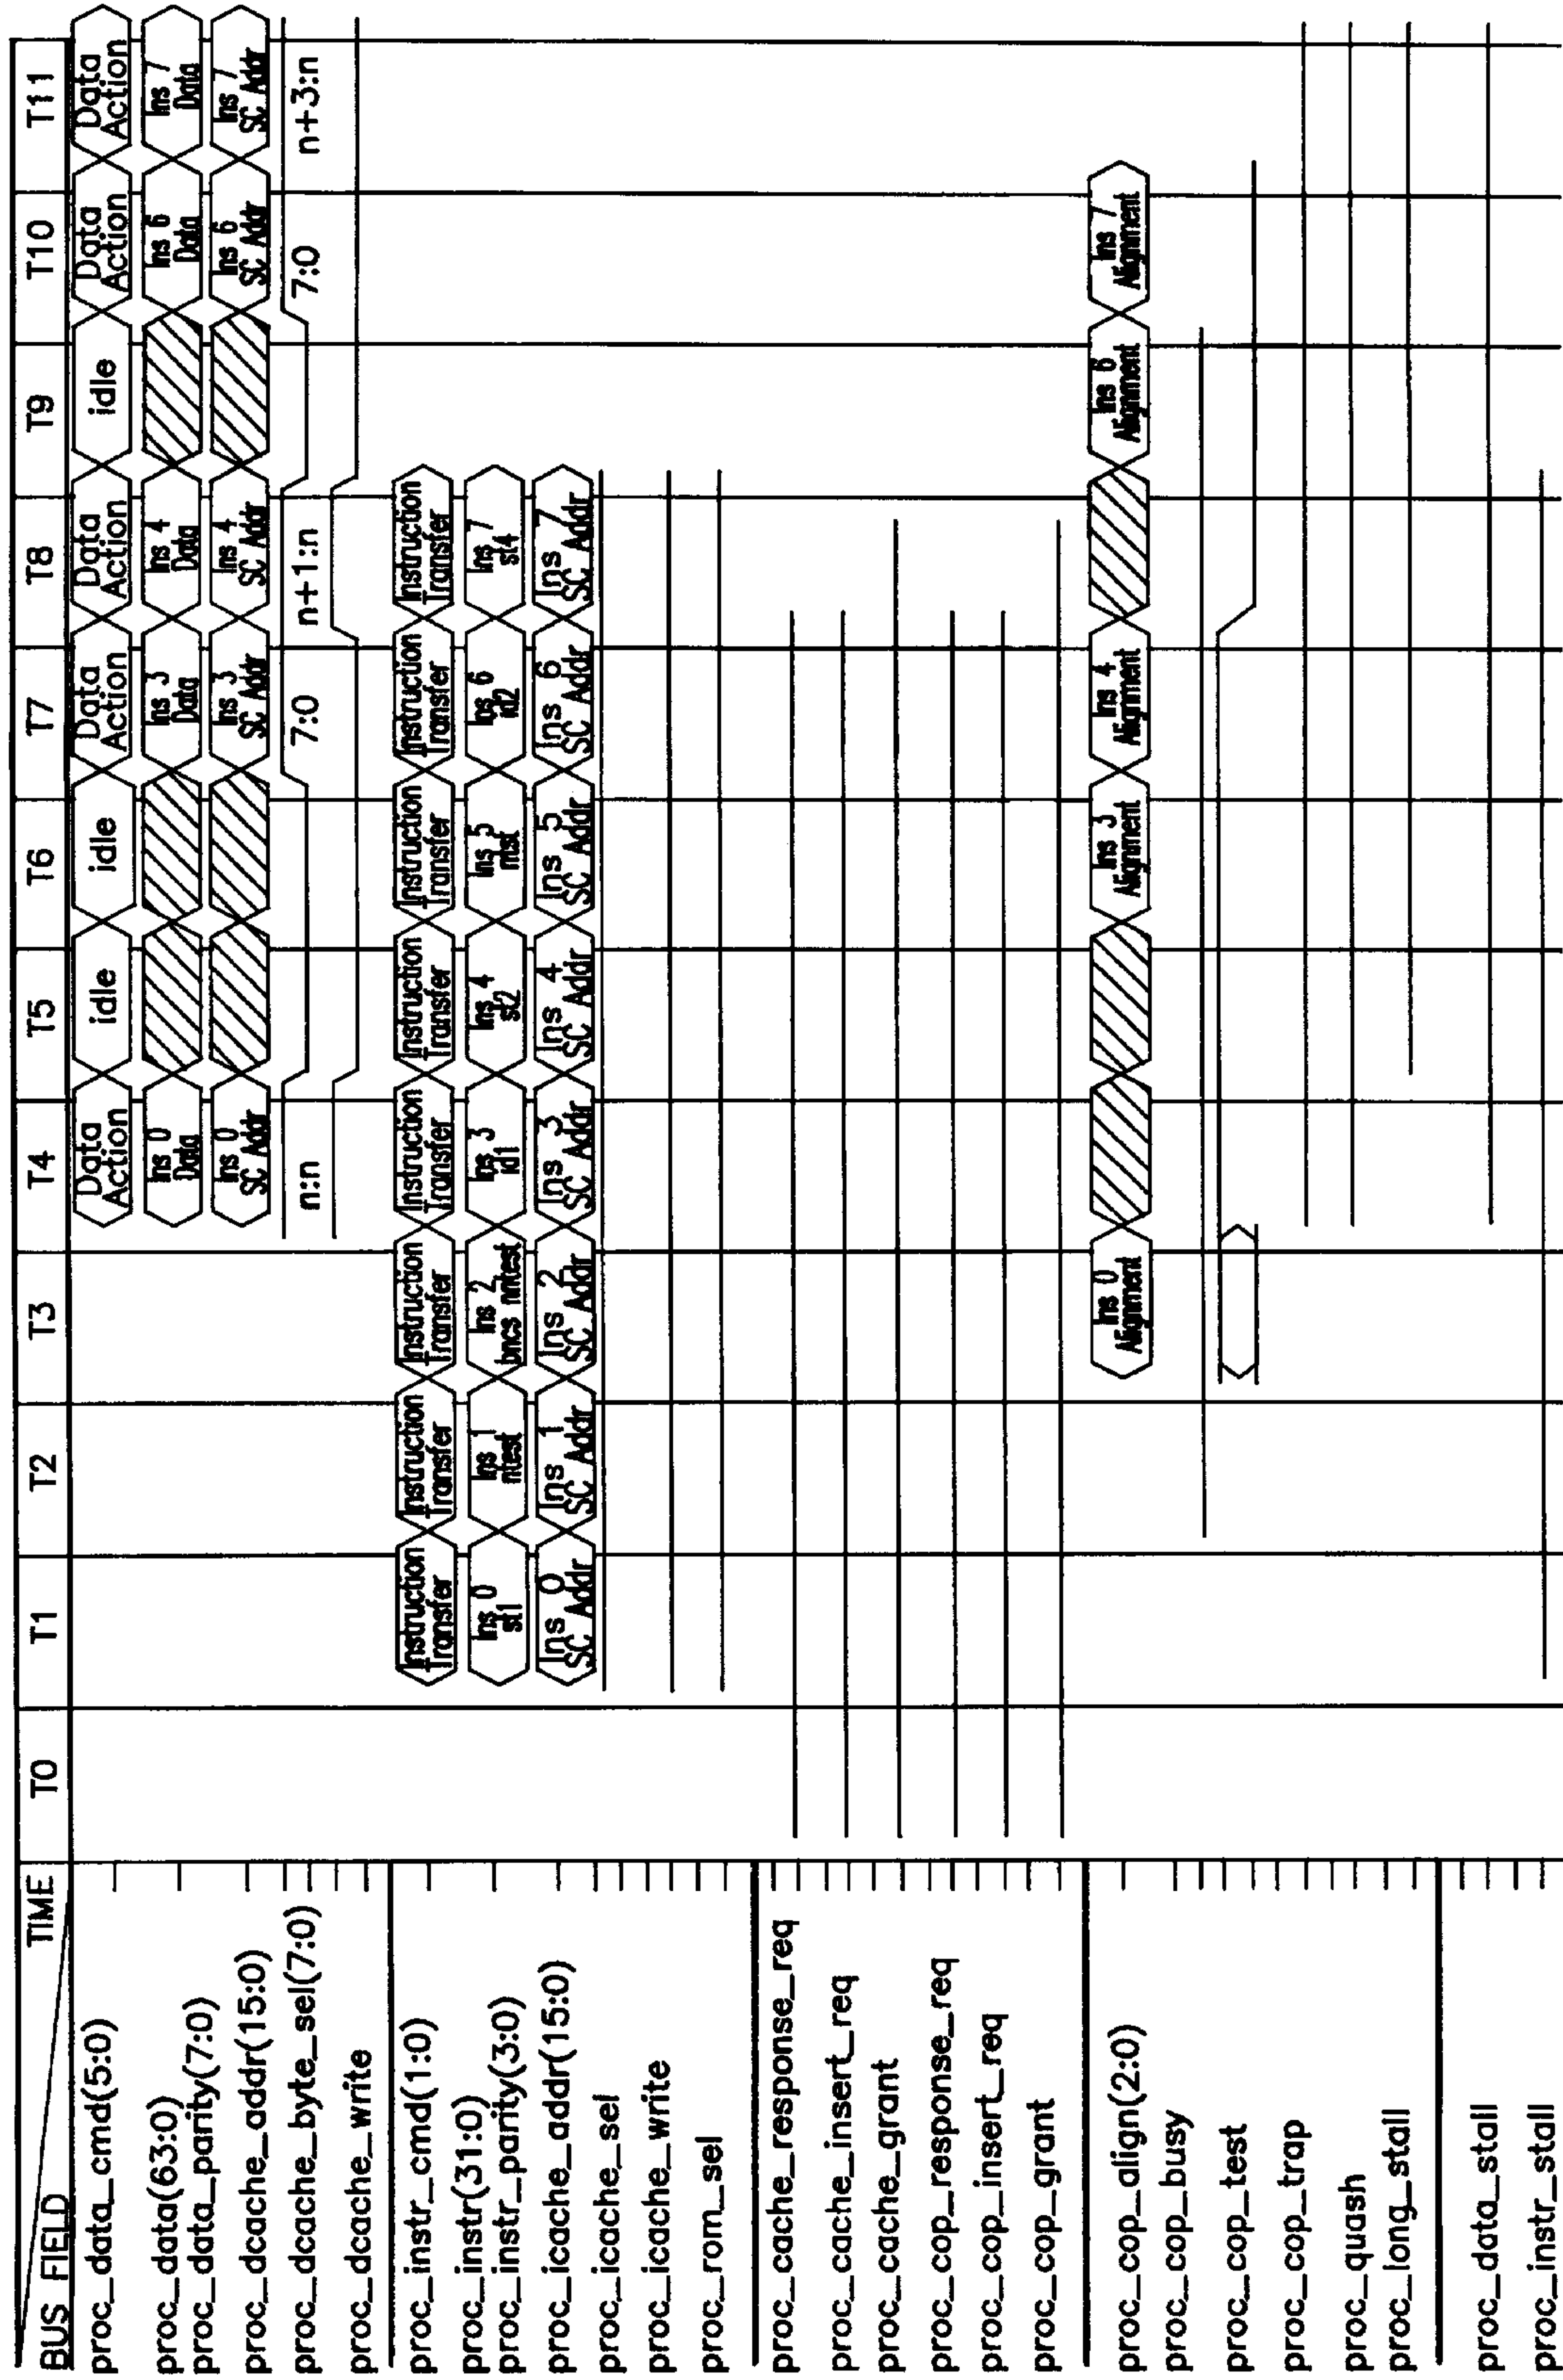 BUS FIELD TIME T0 T1 T2 T3 T4 T5 T6 T7 T8 T9 T10 T11
proc_data_cmd(5:0) Data Action idle idle Data Action Data Action idle Data Action Data Action
proc_data(63:0) Ins 0 Data Ins 3 Data Ins 4 Data Ins 6 Data Ins 7 Data
proc_data_parity(7:0)
proc_dcache_addr(15:0) Ins 0 SC Addr Ins 3 SC Addr Ins 4 SC Addr Ins 6 SC Addr Ins 7 SC Addr
proc_dcache_byte_sel(7:0) n:n 7:0 n+1:n 7:0 n+3:n
proc_dcache_write
proc_instr_cmd(1:0) Instruction Transfer Instruction Transfer Instruction Transfer Instruction Transfer Instruction Transfer Instruction Transfer Instruction Transfer Instruction Transfer
proc_instr(31:0) Ins 0 st1 Ins 1 ntest Ins 2 bncs nntest Ins 3 ld1 Ins 4 st2 Ins 5 ntst Ins 6 ld2 Ins 7 st4
proc_instr_parity(3:0)
proc_icache_addr(15:0) Ins 0 SC Addr Ins 1 SC Addr Ins 2 SC Addr Ins 3 SC Addr Ins 4 SC Addr Ins 5 SC Addr Ins 6 SC Addr Ins 7 SC Addr
proc_icache_sel
proc_icache_write
proc_rom_sel
proc_cache_response_req
proc_cache_insert_req
proc_cache_grant
proc_cop_response_req
proc_cop_insert_req
proc_cop_grant
proc_cop_align(2:0) Ins 0 Alignment Ins 3 Alignment Ins 4 Alignment Ins 6 Alignment Ins 7 Alignment
proc_cop_busy
proc_cop_test
proc_cop_trap
proc_quash
proc_long_stall
proc_data_stall
proc_instr_stall